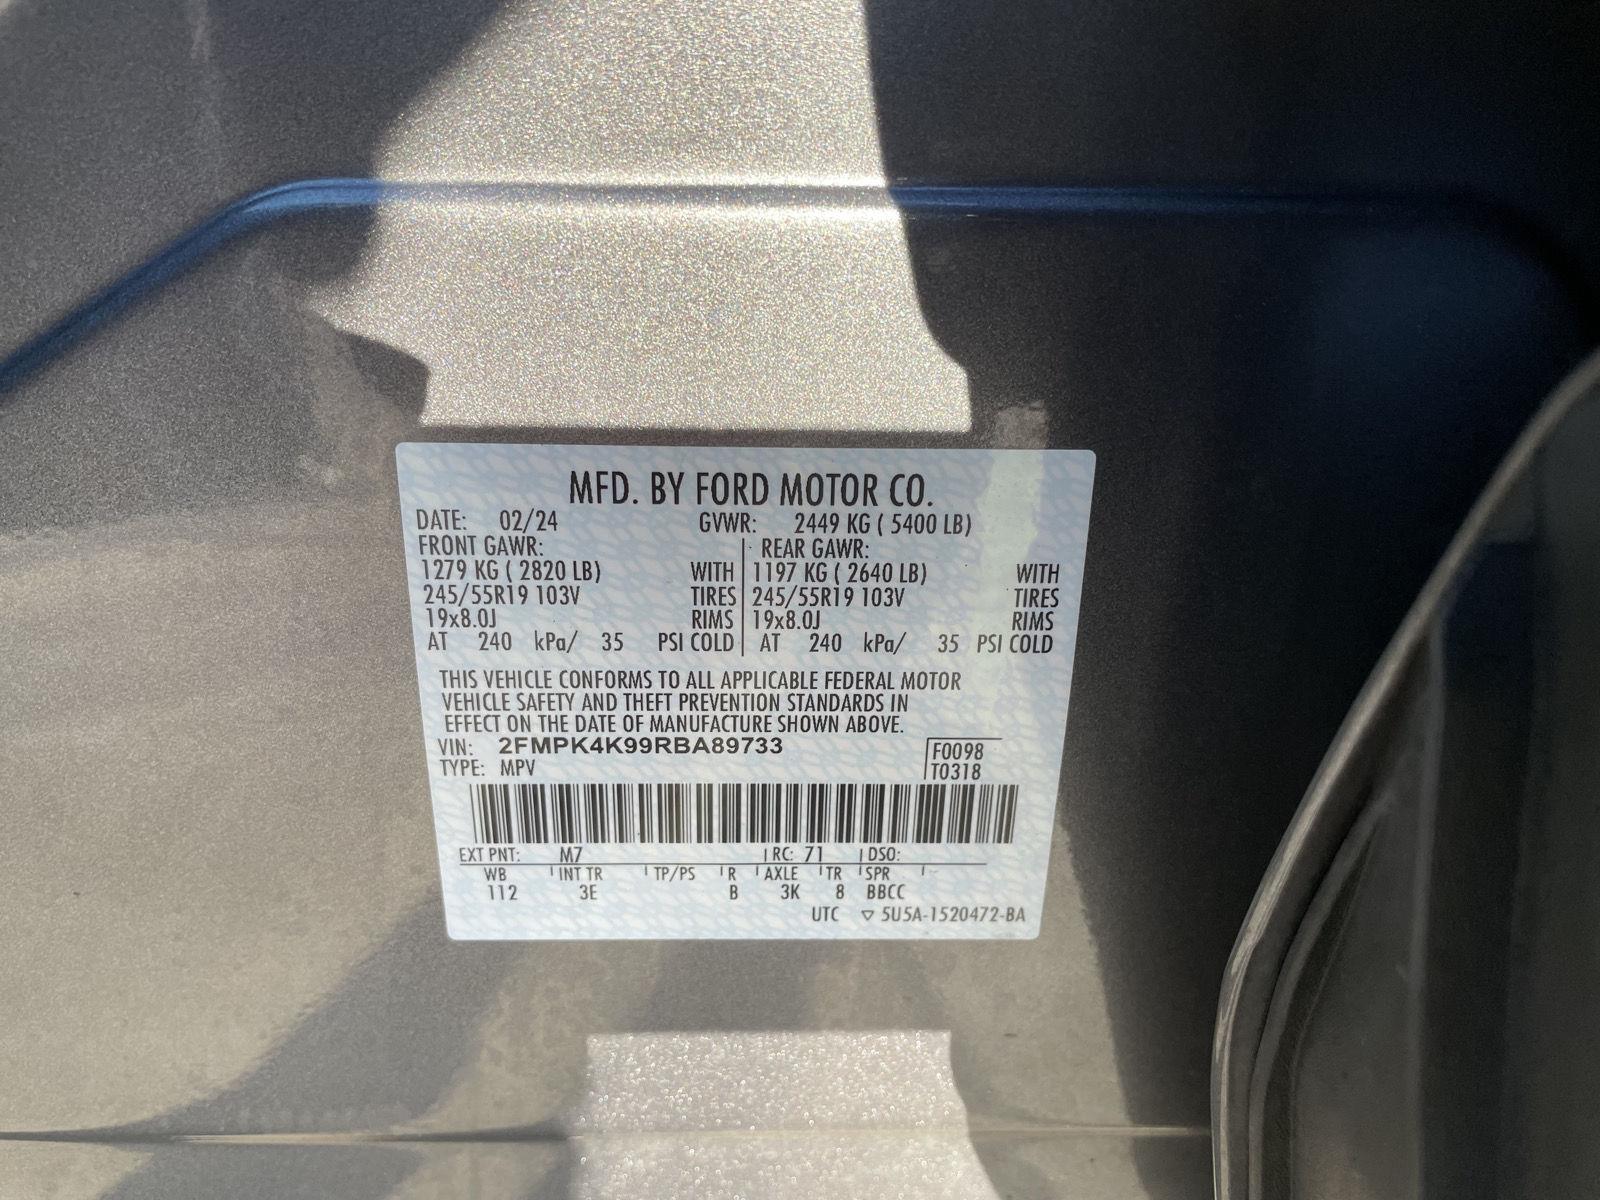 MFD. BY FORD MOTOR CO.
DATE: 02/24 GVWR: 2449 KG ( 5400 LB)
FRONT GAWR: REAR GAWR:
1279 KG ( 2820 LB) WITH 1197 KG ( 2640 LB) WITH
245/55R19 103V TIRES 245/55R19 103V TIRES
19x8.0J RIMS 19x8.0J RIMS
AT 240 kPa/ 35 PSI COLD AT 240 kPa/ 35 PSI COLD
THIS VEHICLE CONFORMS TO ALL APPLICABLE FEDERAL MOTOR
VEHICLE SAFETY AND THEFT PREVENTION STANDARDS IN
EFFECT ON THE DATE OF MANUFACTURE SHOWN ABOVE.
VIN: 2FMPK4K99RBA89733 F0098
TYPE: MPV T0318
EXT PNT: M7 RC: 71 DSO:
WB INT TR TP/PS R AXLE TR SPR
112 3E B 3K 8 BBCC
UTC ▽ 5U5A-1520472-BA